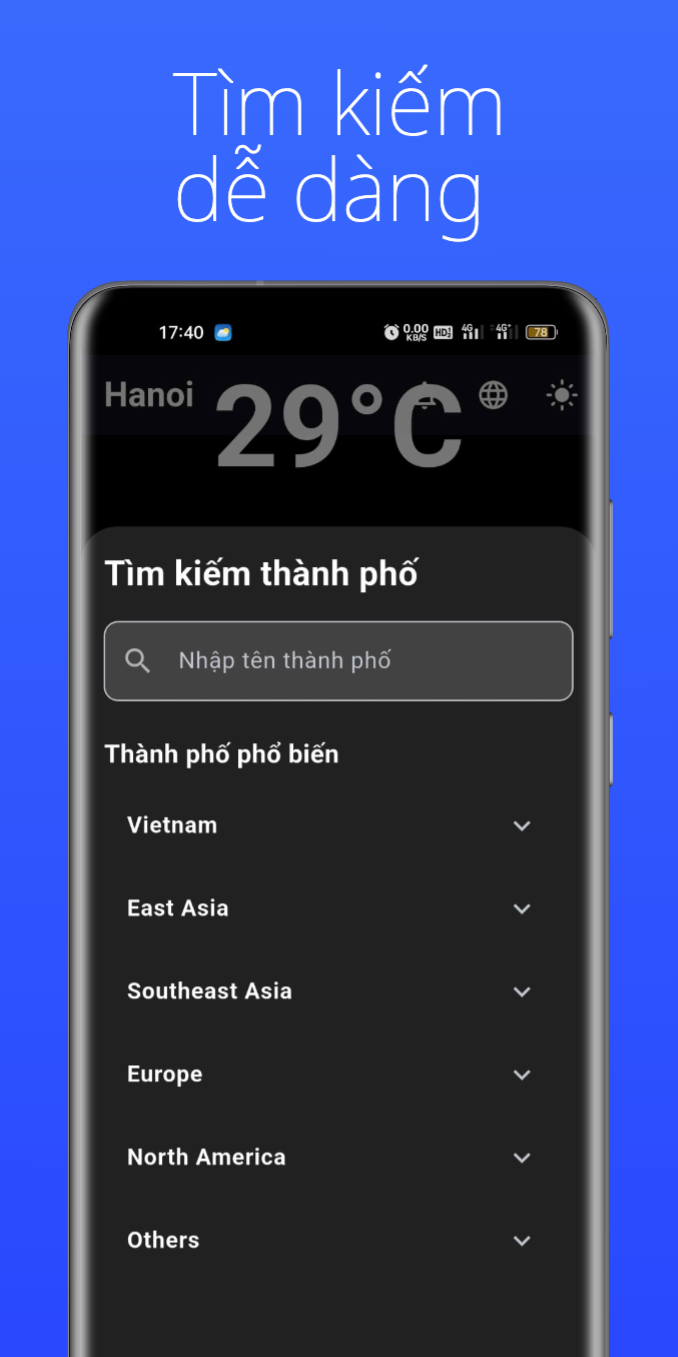 Tìm kiếm
dễ dàng
17:40
0.00
KB/S
HD
4G
4G+
78
Hanoi
29°C
Tìm kiếm thành phố
Nhập tên thành phố
Thành phố phổ biến
Vietnam
East Asia
Southeast Asia
Europe
North America
Others